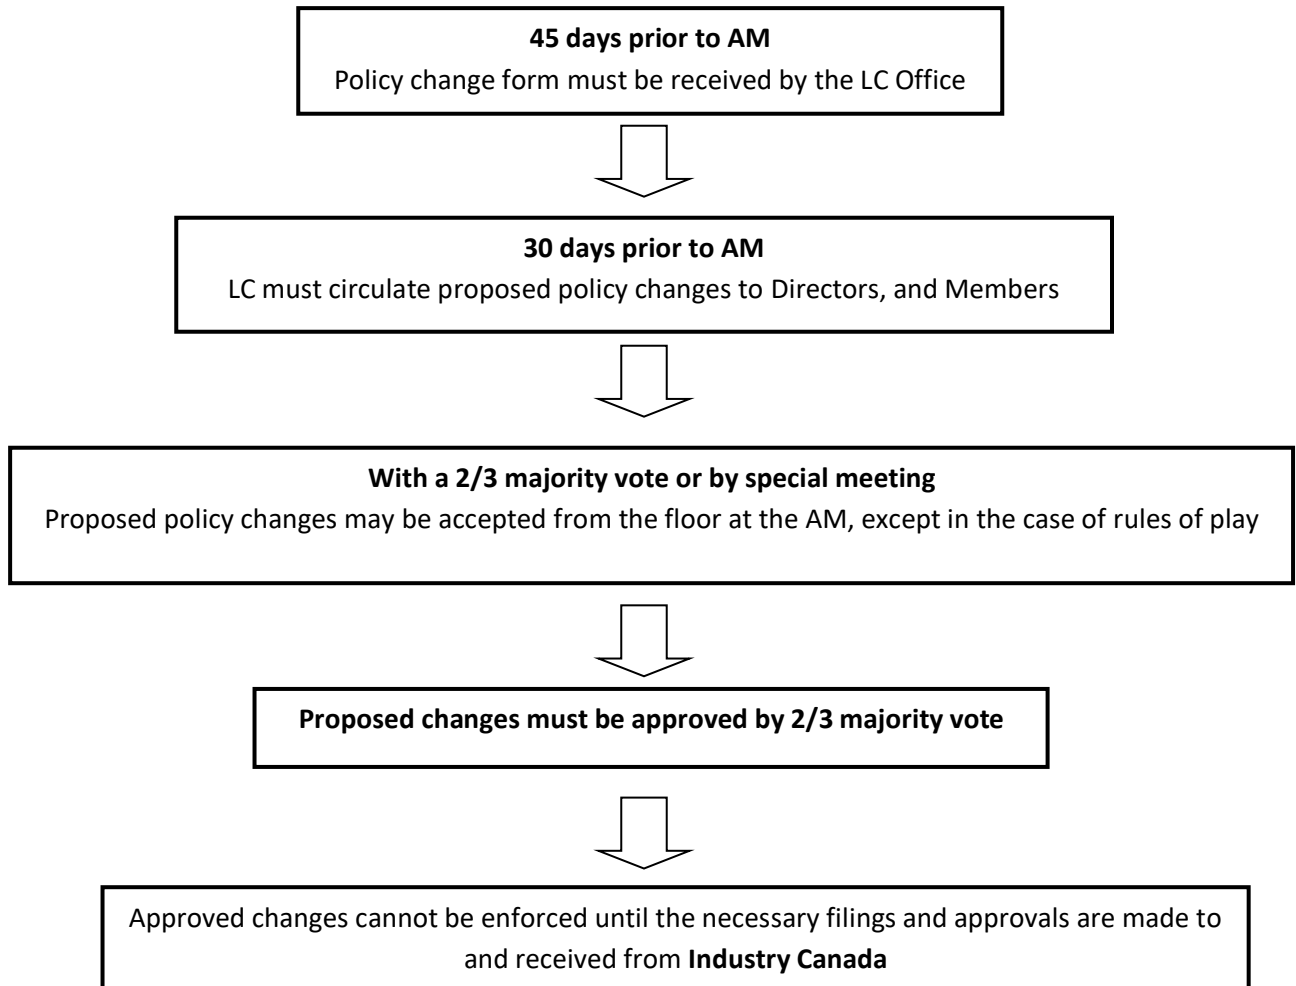 45 days prior to AM
Policy change form must be received by the LC Office
30 days prior to AM
LC must circulate proposed policy changes to Directors, and Members
With a 2/3 majority vote or by special meeting
Proposed policy changes may be accepted from the floor at the AM, except in the case of rules of play
Proposed changes must be approved by 2/3 majority vote
Approved changes cannot be enforced until the necessary filings and approvals are made to
and received from Industry Canada